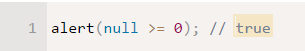 1 alert(null >= 0); // true